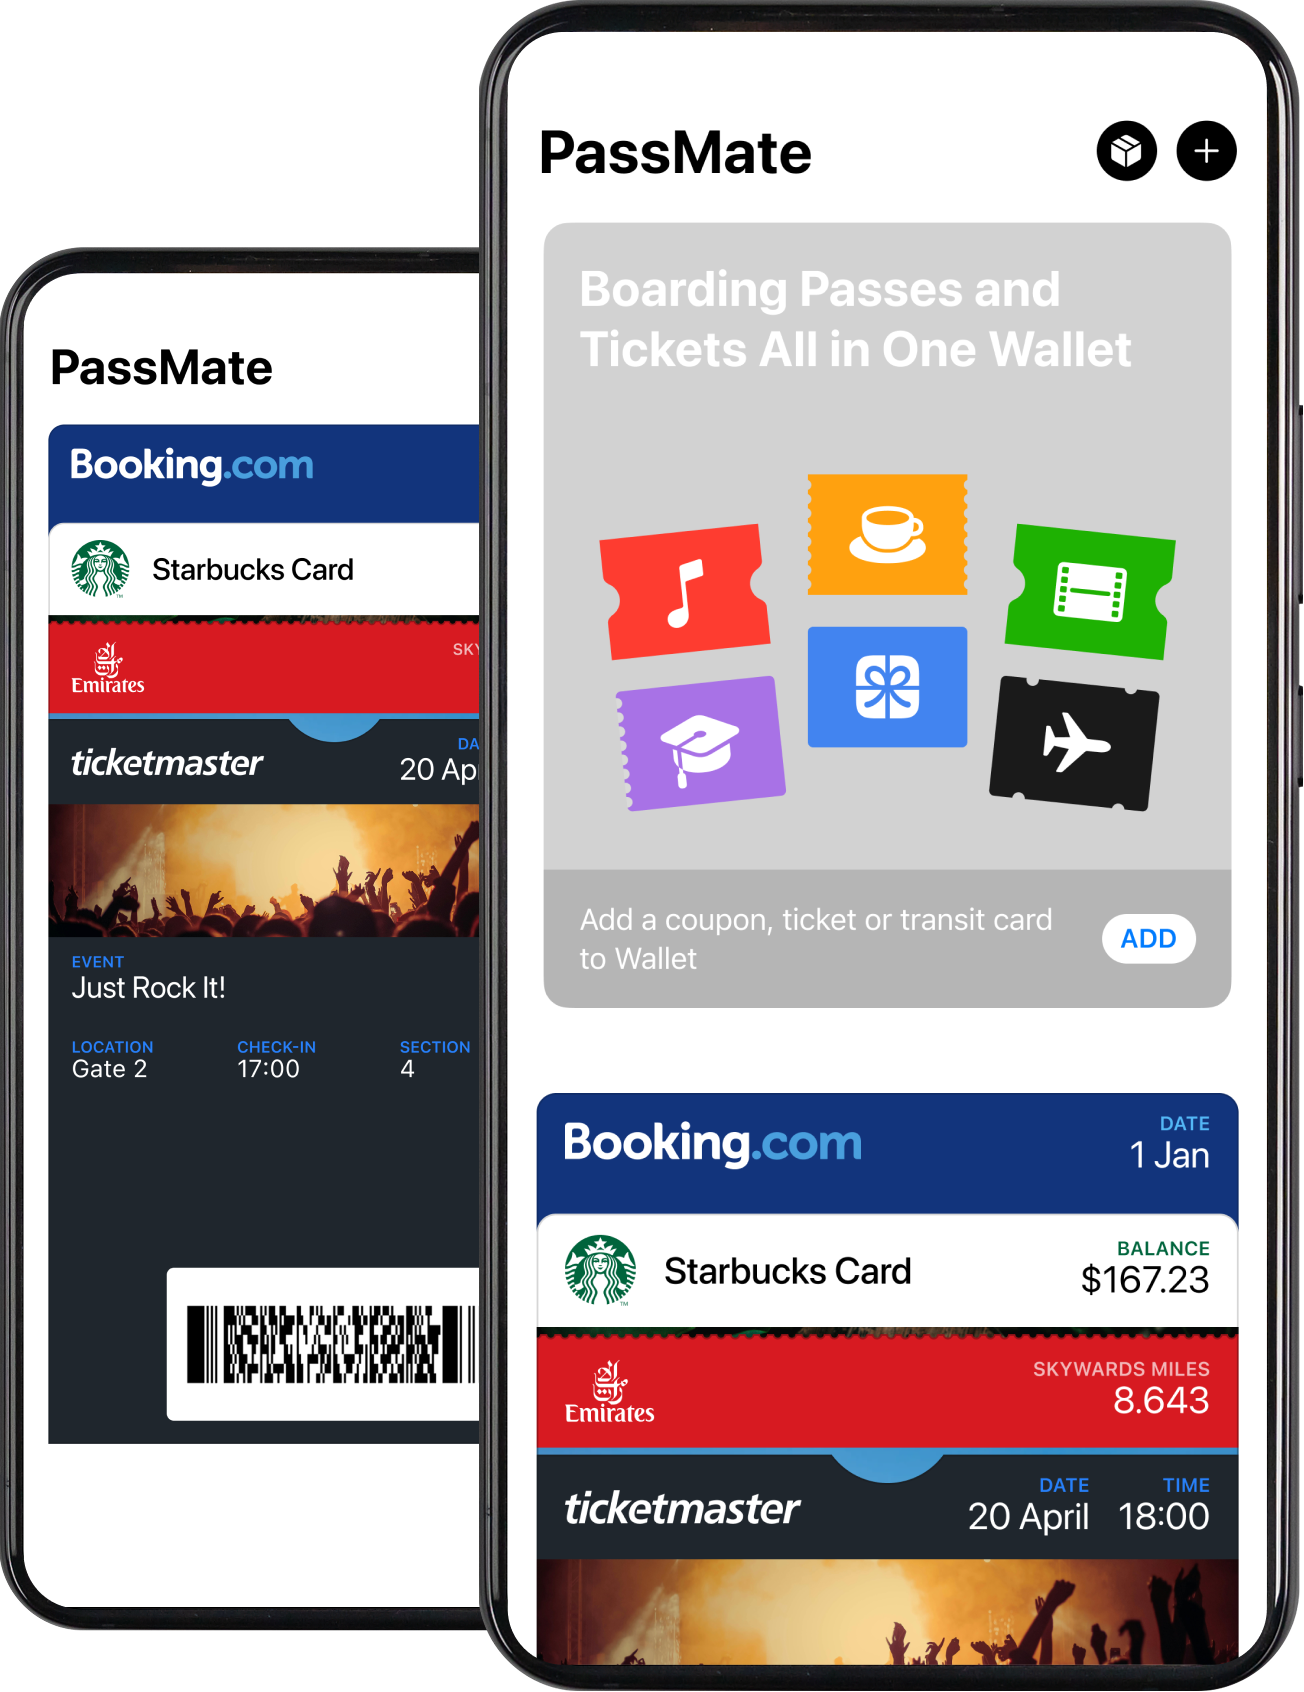 PassMate
Booking.com
Starbucks Card
SKY
Emirates
DA
ticketmaster
20 Ap
EVENT
Just Rock It!
LOCATION CHECK-IN SECTION
Gate 2 17:00 4
PassMate
Boarding Passes and
Tickets All in One Wallet
Add a coupon, ticket or transit card
to Wallet
ADD
Booking.com
DATE
1 Jan
Starbucks Card
BALANCE
$167.23
Emirates
SKYWARDS MILES
8.643
ticketmaster
DATE TIME
20 April 18:00